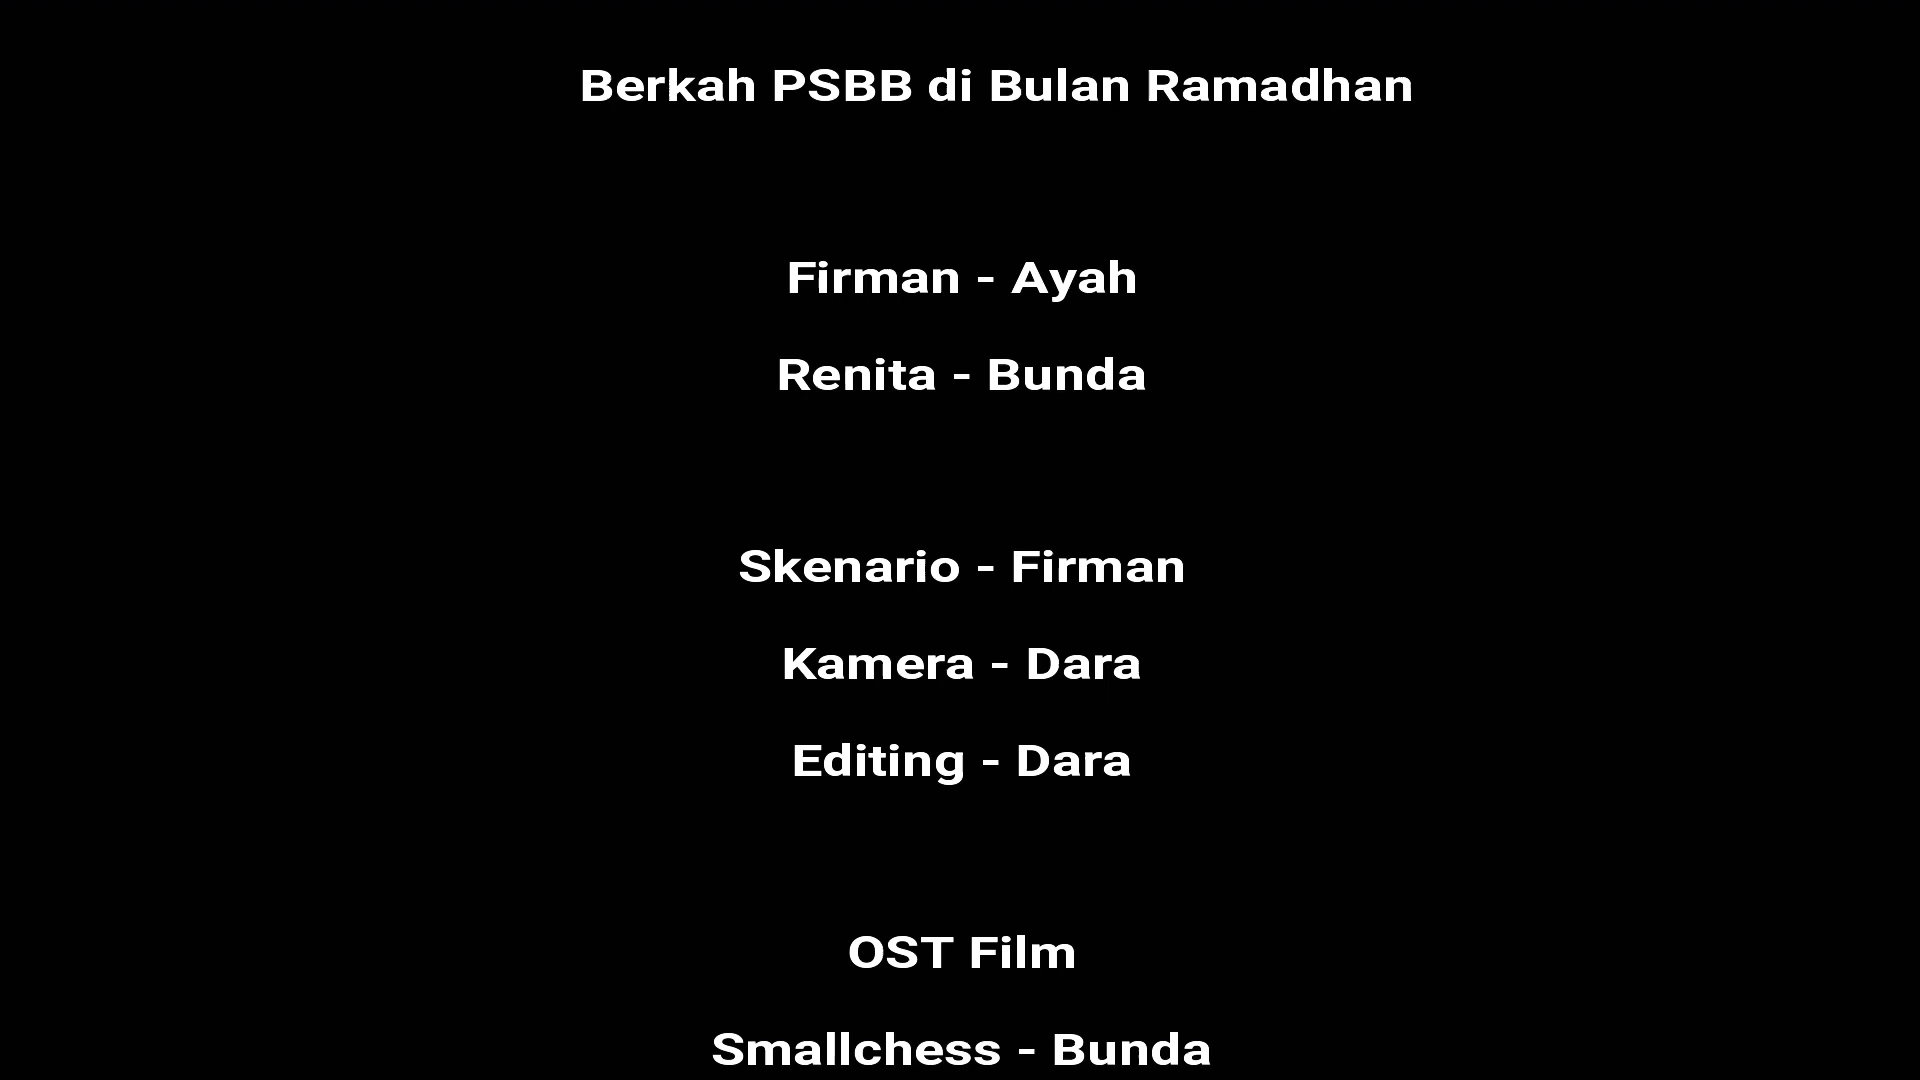 Berkah PSBB di Bulan Ramadhan
Firman - Ayah
Renita - Bunda
Skenario - Firman
Kamera - Dara
Editing - Dara
OST Film
Smallchess - Bunda